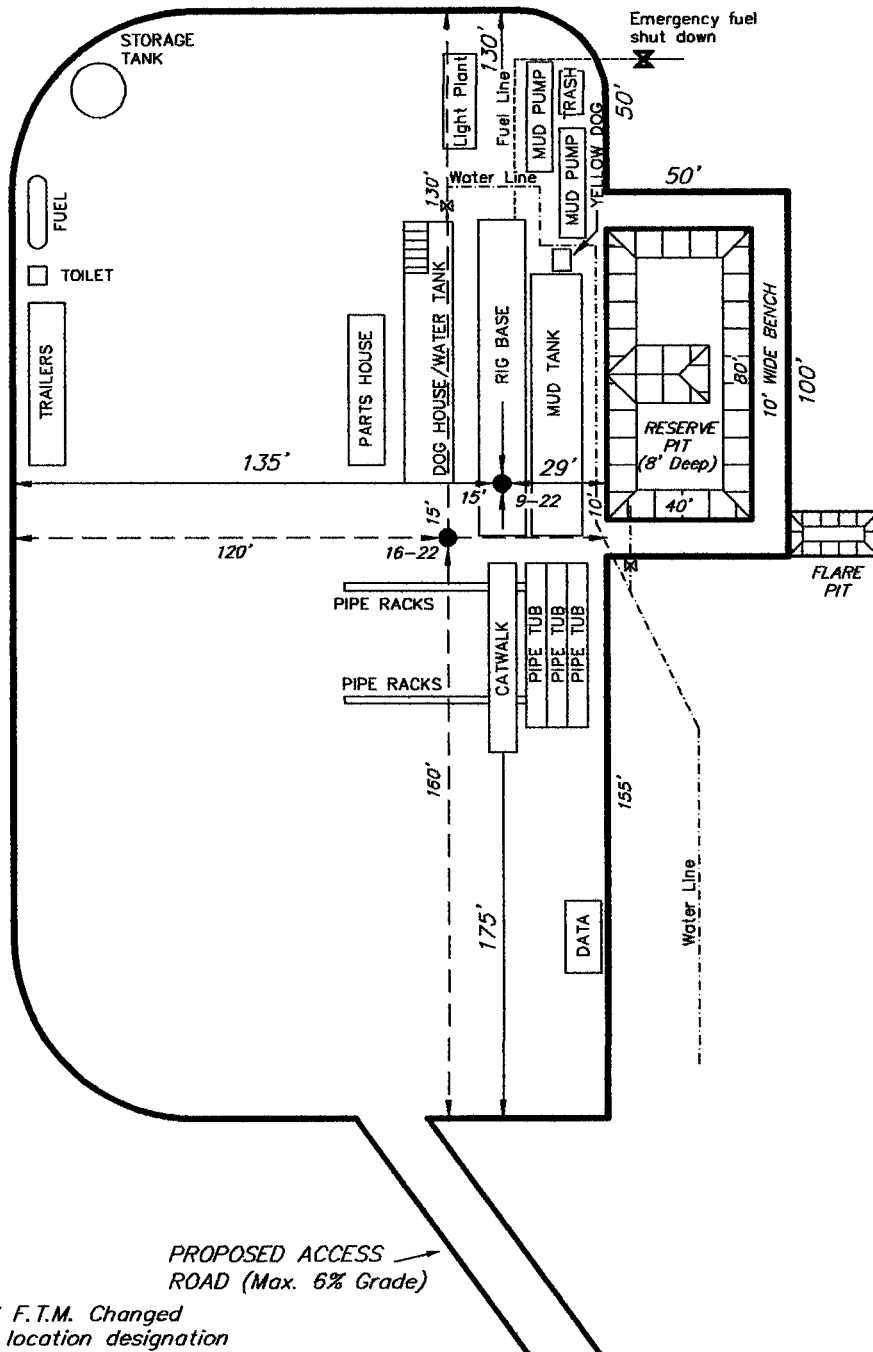 STORAGE
TANK
130'
Light Plant
Fuel Line
MUD PUMP
TRASH
Emergency fuel
shut down
50'
MUD PUMP
YELLOW DOG
Water Line
130'
50'
FUEL
TOILET
TRAILERS
PARTS HOUSE
DOG HOUSE/WATER TANK
RIG BASE
MUD TANK
80'
10' WIDE BENCH
100'
RESERVE
PIT
(8' Deep)
135'
29'
15'
9-22
15'
10'
40'
120'
16-22
FLARE
PIT
PIPE RACKS
CATWALK
PIPE TUB
PIPE TUB
PIPE TUB
PIPE RACKS
160'
155'
175'
Water Line
DATA
PROPOSED ACCESS
ROAD (Max. 6% Grade)
F.T.M. Changed
location designation